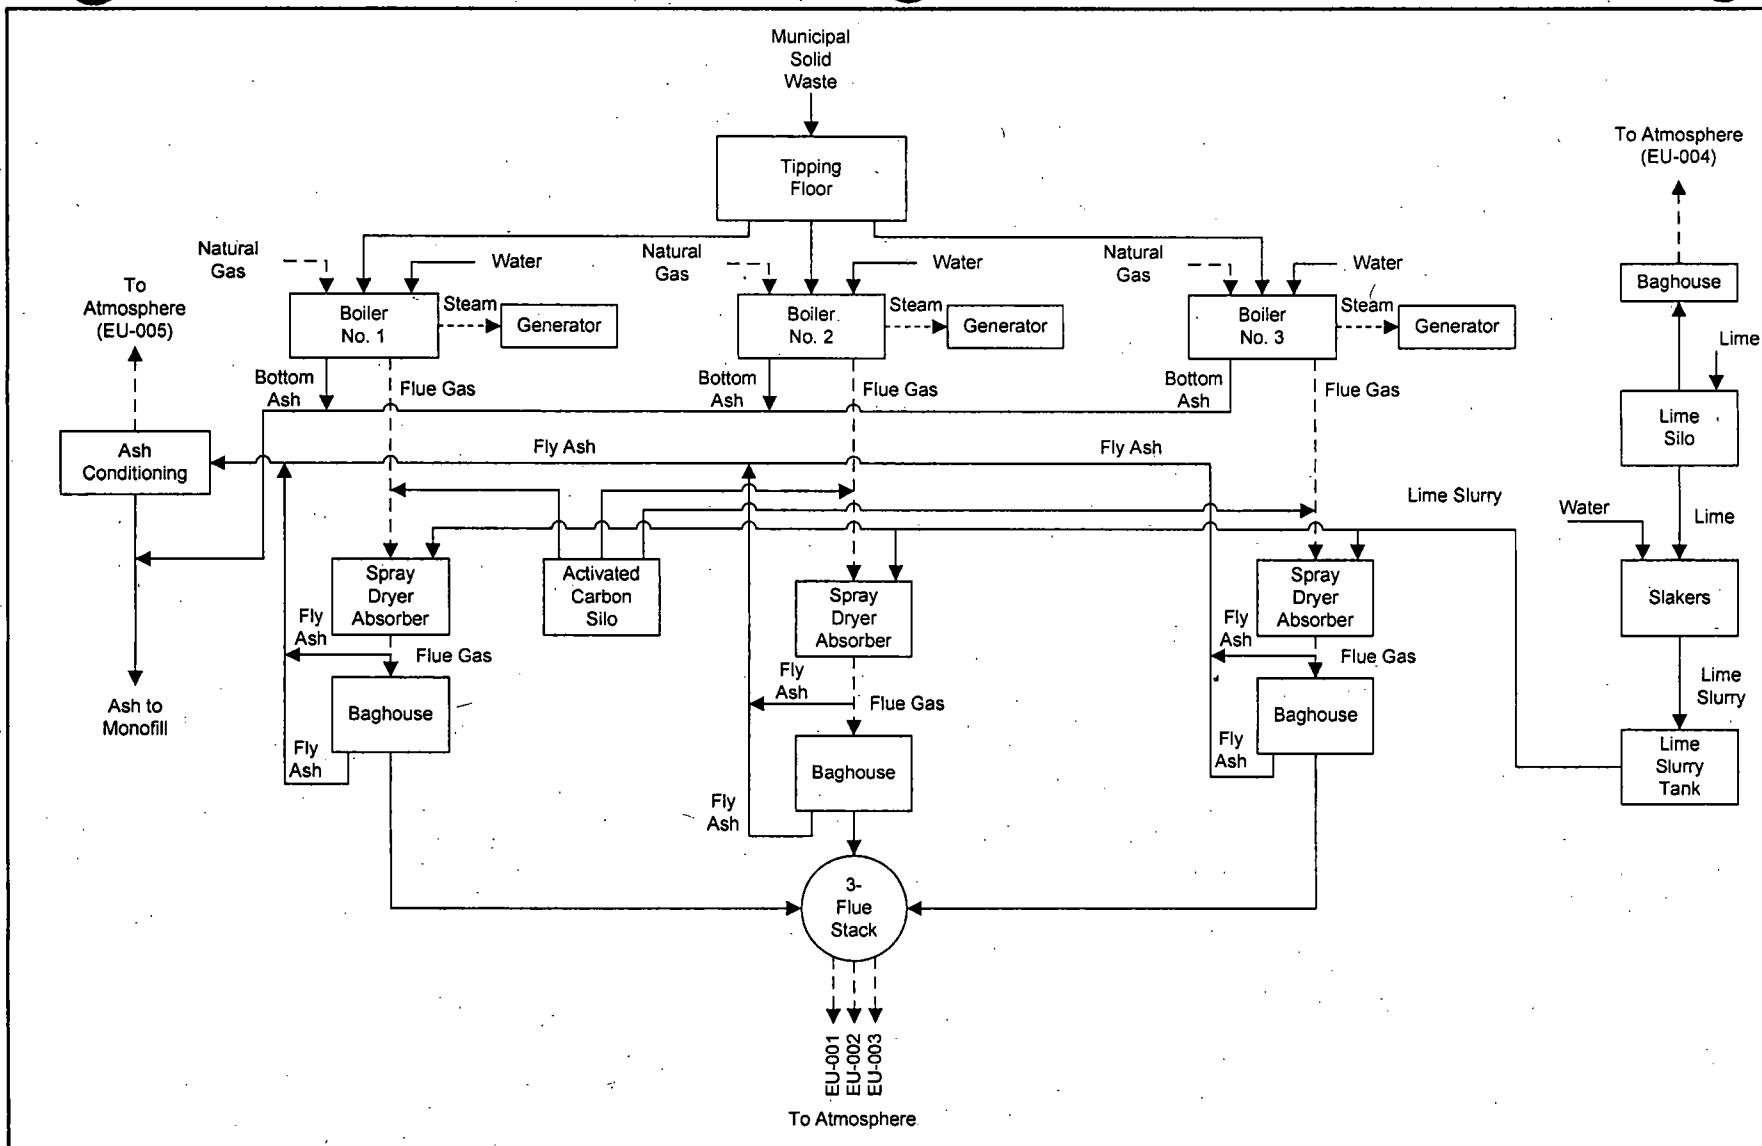 Municipal
Solid
Waste
To Atmosphere
(EU-004)
Tipping
Floor
Natural
Gas
Water
Natural
Gas
Water
Natural
Gas
Water
Baghouse
To
Atmosphere
(EU-005)
Boiler
No. 1
Steam
Generator
Boiler
No. 2
Steam
Generator
Boiler
No. 3
Steam
Generator
Lime
Bottom
Ash
Flue Gas
Bottom
Ash
Flue Gas
Bottom
Ash
Flue Gas
Lime
Silo
Ash
Conditioning
Fly Ash
Fly Ash
Lime Slurry
Water
Lime
Spray
Dryer
Absorber
Activated
Carbon
Silo
Spray
Dryer
Absorber
Spray
Dryer
Absorber
Slakers
Fly
Ash
Flue Gas
Fly
Ash
Flue Gas
Fly
Ash
Flue Gas
Lime
Slurry
Ash to
Monofill
Baghouse
Baghouse
Baghouse
Fly
Ash
Fly
Ash
Fly
Ash
Lime
Slurry
Tank
3-
Flue
Stack
EU-001
EU-002
EU-003
To Atmosphere